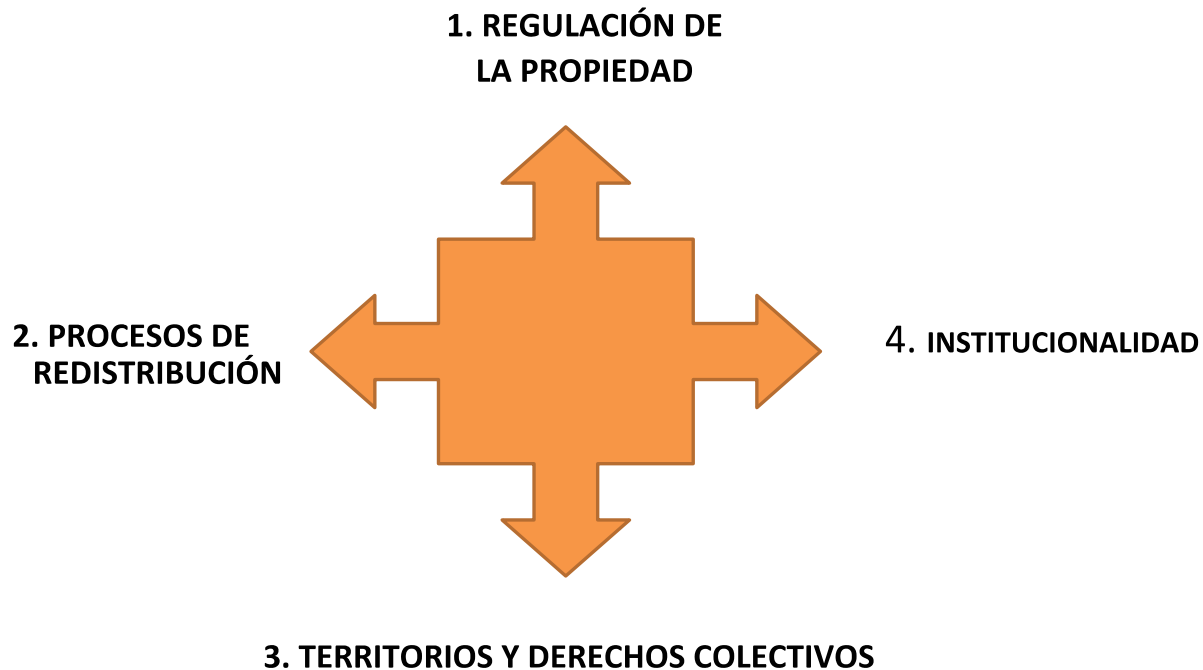 1. REGULACIÓN DE
LA PROPIEDAD
2. PROCESOS DE
REDISTRIBUCIÓN
4. INSTITUCIONALIDAD
3. TERRITORIOS Y DERECHOS COLECTIVOS